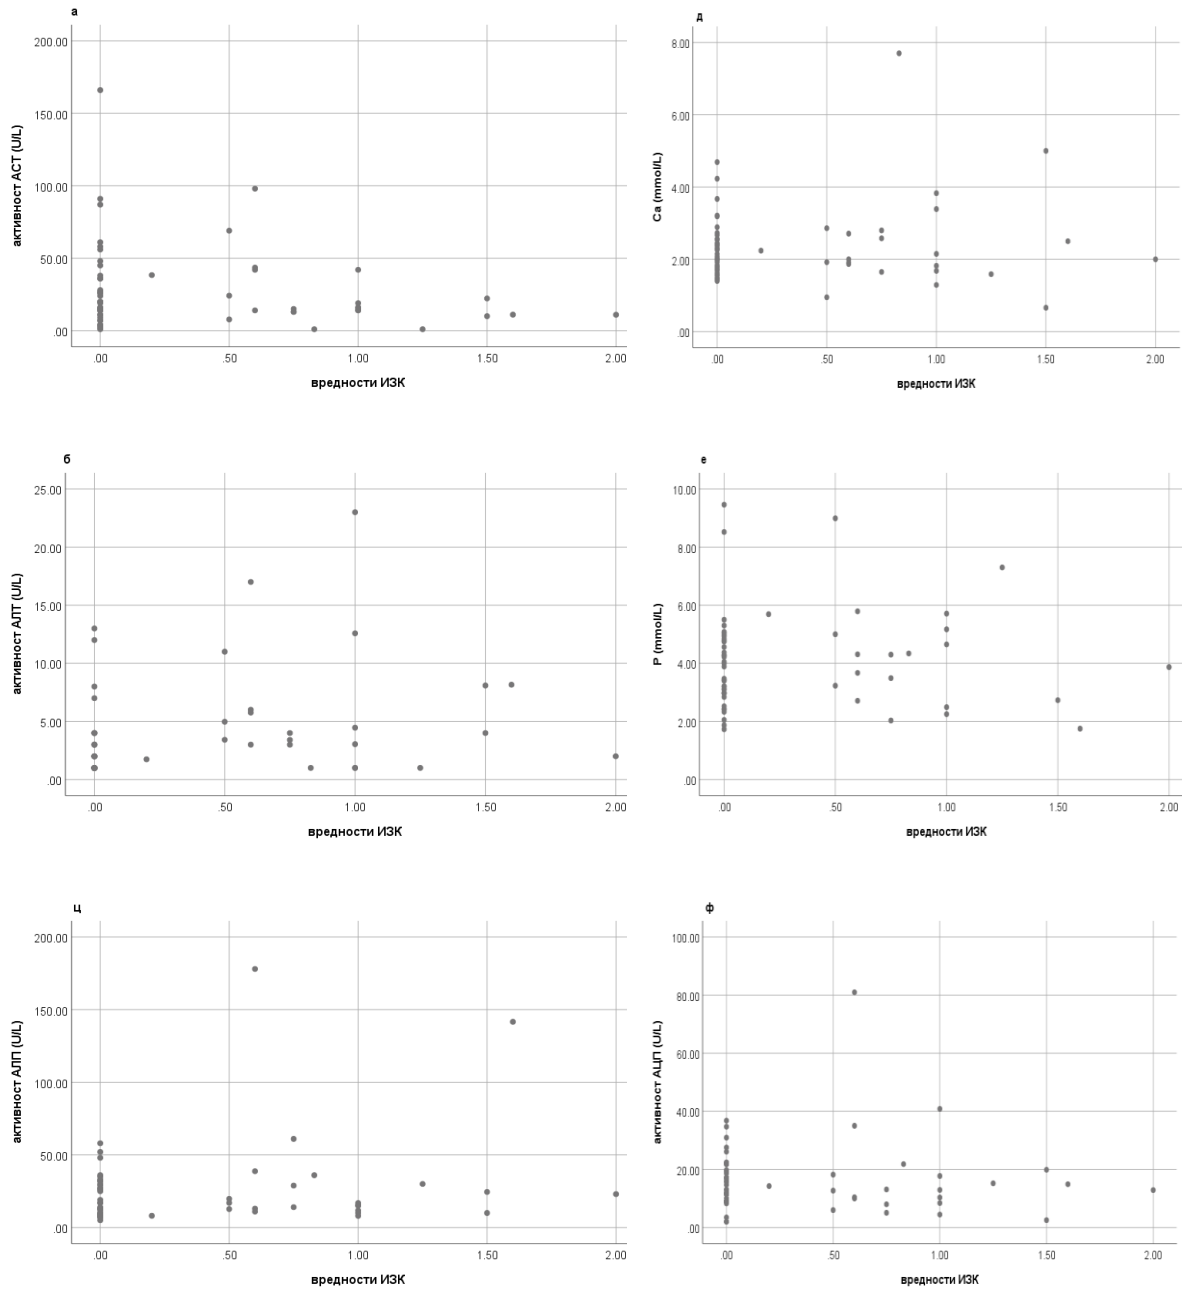 а
активност АСТ (U/L)
200.00
150.00
100.00
50.00
.00
.00 .50 1.00 1.50 2.00
вредности ИЗК
д
Ca (mmol/L)
8.00
6.00
4.00
2.00
.00
.00 .50 1.00 1.50 2.00
вредности ИЗК
б
активност АЛТ (U/L)
25.00
20.00
15.00
10.00
5.00
.00
.00 .50 1.00 1.50 2.00
вредности ИЗК
е
P (mmol/L)
10.00
8.00
6.00
4.00
2.00
.00
.00 .50 1.00 1.50 2.00
вредности ИЗК
ц
активност АЛП (U/L)
200.00
150.00
100.00
50.00
.00
.00 .50 1.00 1.50 2.00
вредности ИЗК
ф
активност АЦП (U/L)
100.00
80.00
60.00
40.00
20.00
.00
.00 .50 1.00 1.50 2.00
вредности ИЗК